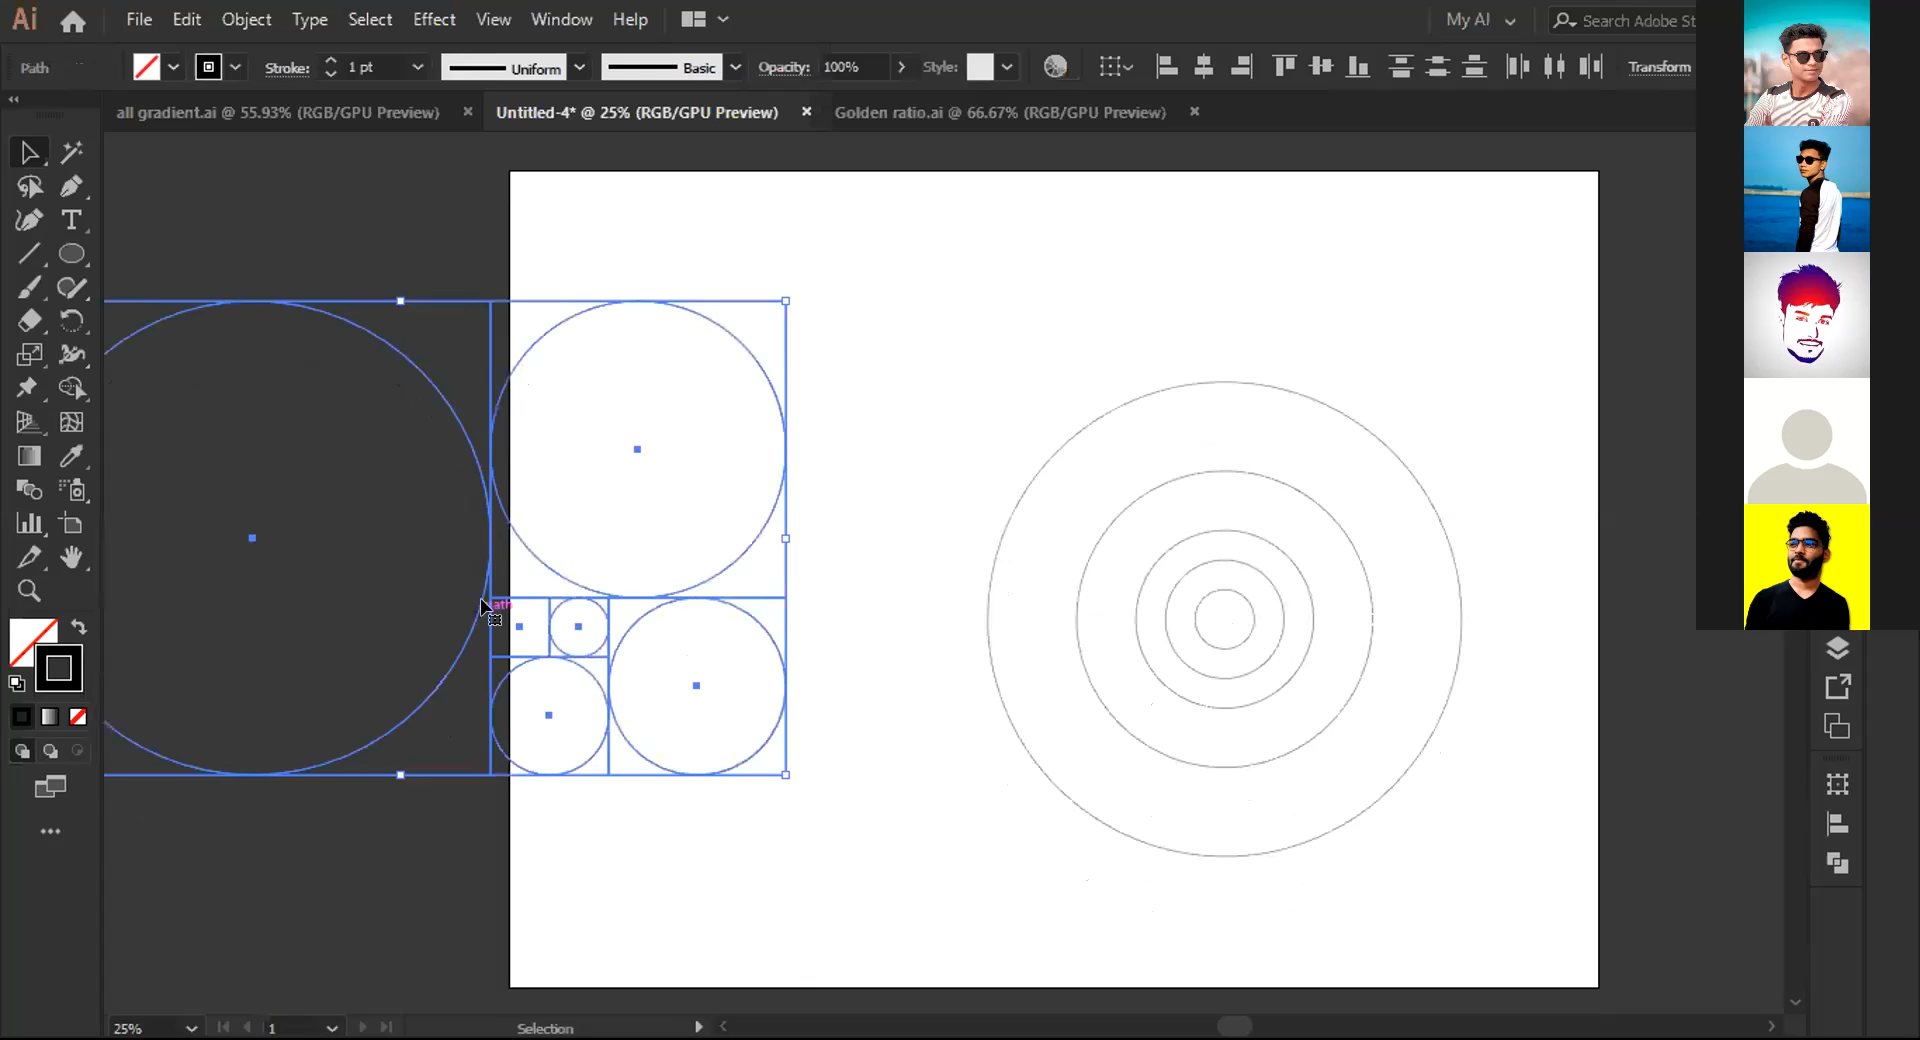 Ai File Edit Object Type Select Effect View Window Help My AI Search Adobe St
Path Stroke: 1 pt Uniform Basic Opacity: 100% Style: Transform
all gradient.ai @ 55.93% (RGB/GPU Preview) × Untitled-4* @ 25% (RGB/GPU Preview) × Golden ratio.ai @ 66.67% (RGB/GPU Preview) ×
25% 1 Selection